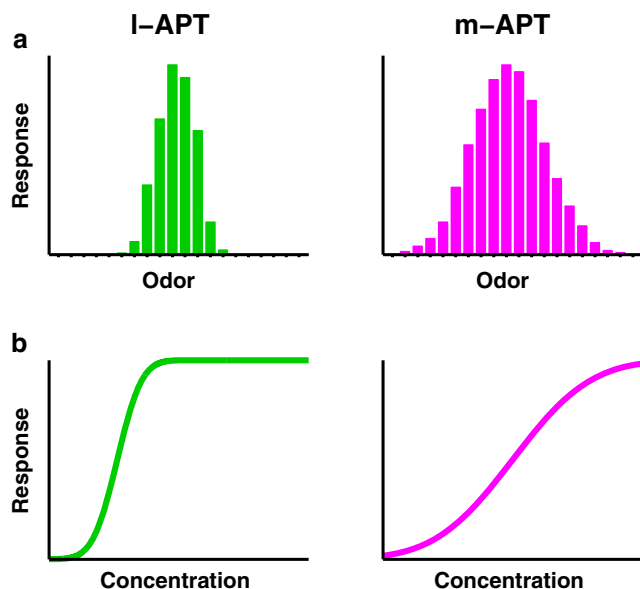 l–APT
m–APT
a
Response
Odor
Odor
b
Response
Concentration
Concentration